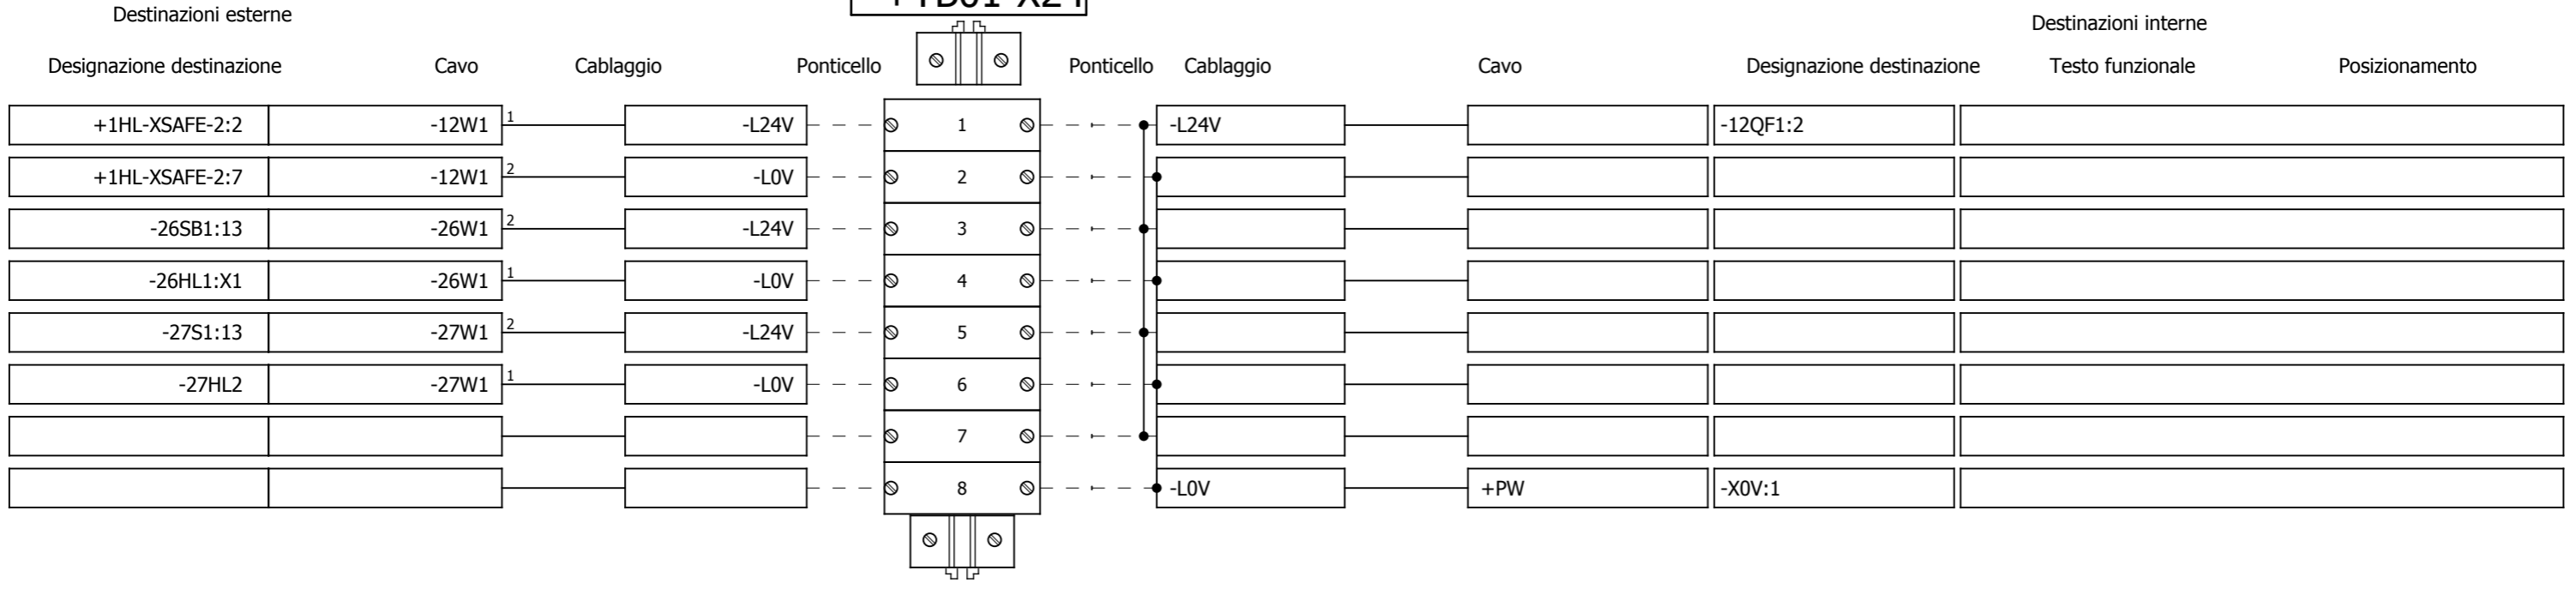 Destinazioni esterne
Destinazioni interne
Designazione destinazione Cavo Cablaggio Ponticello Ponticello Cablaggio Cavo Designazione destinazione Testo funzionale Posizionamento
+1HL-XSAFE-2:2 -12W1 1 -L24V 1 -L24V -12QF1:2
+1HL-XSAFE-2:7 -12W1 2 -L0V 2
-26SB1:13 -26W1 2 -L24V 3
-26HL1:X1 -26W1 1 -L0V 4
-27S1:13 -27W1 2 -L24V 5
-27HL2 -27W1 1 -L0V 6
7
8 -L0V +PW -X0V:1